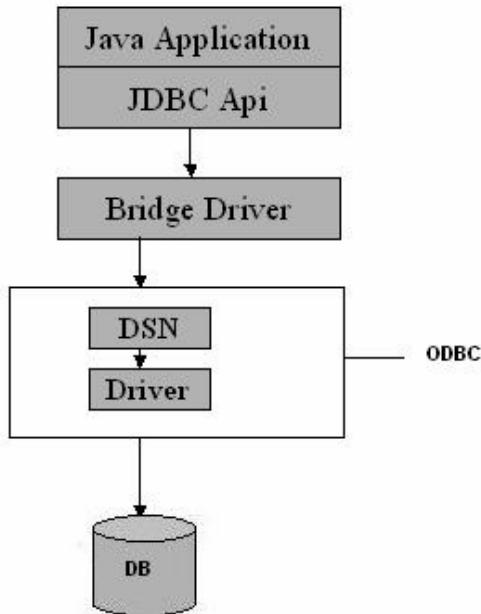 Java Application
JDBC Api
Bridge Driver
DSN
Driver
ODBC
DB